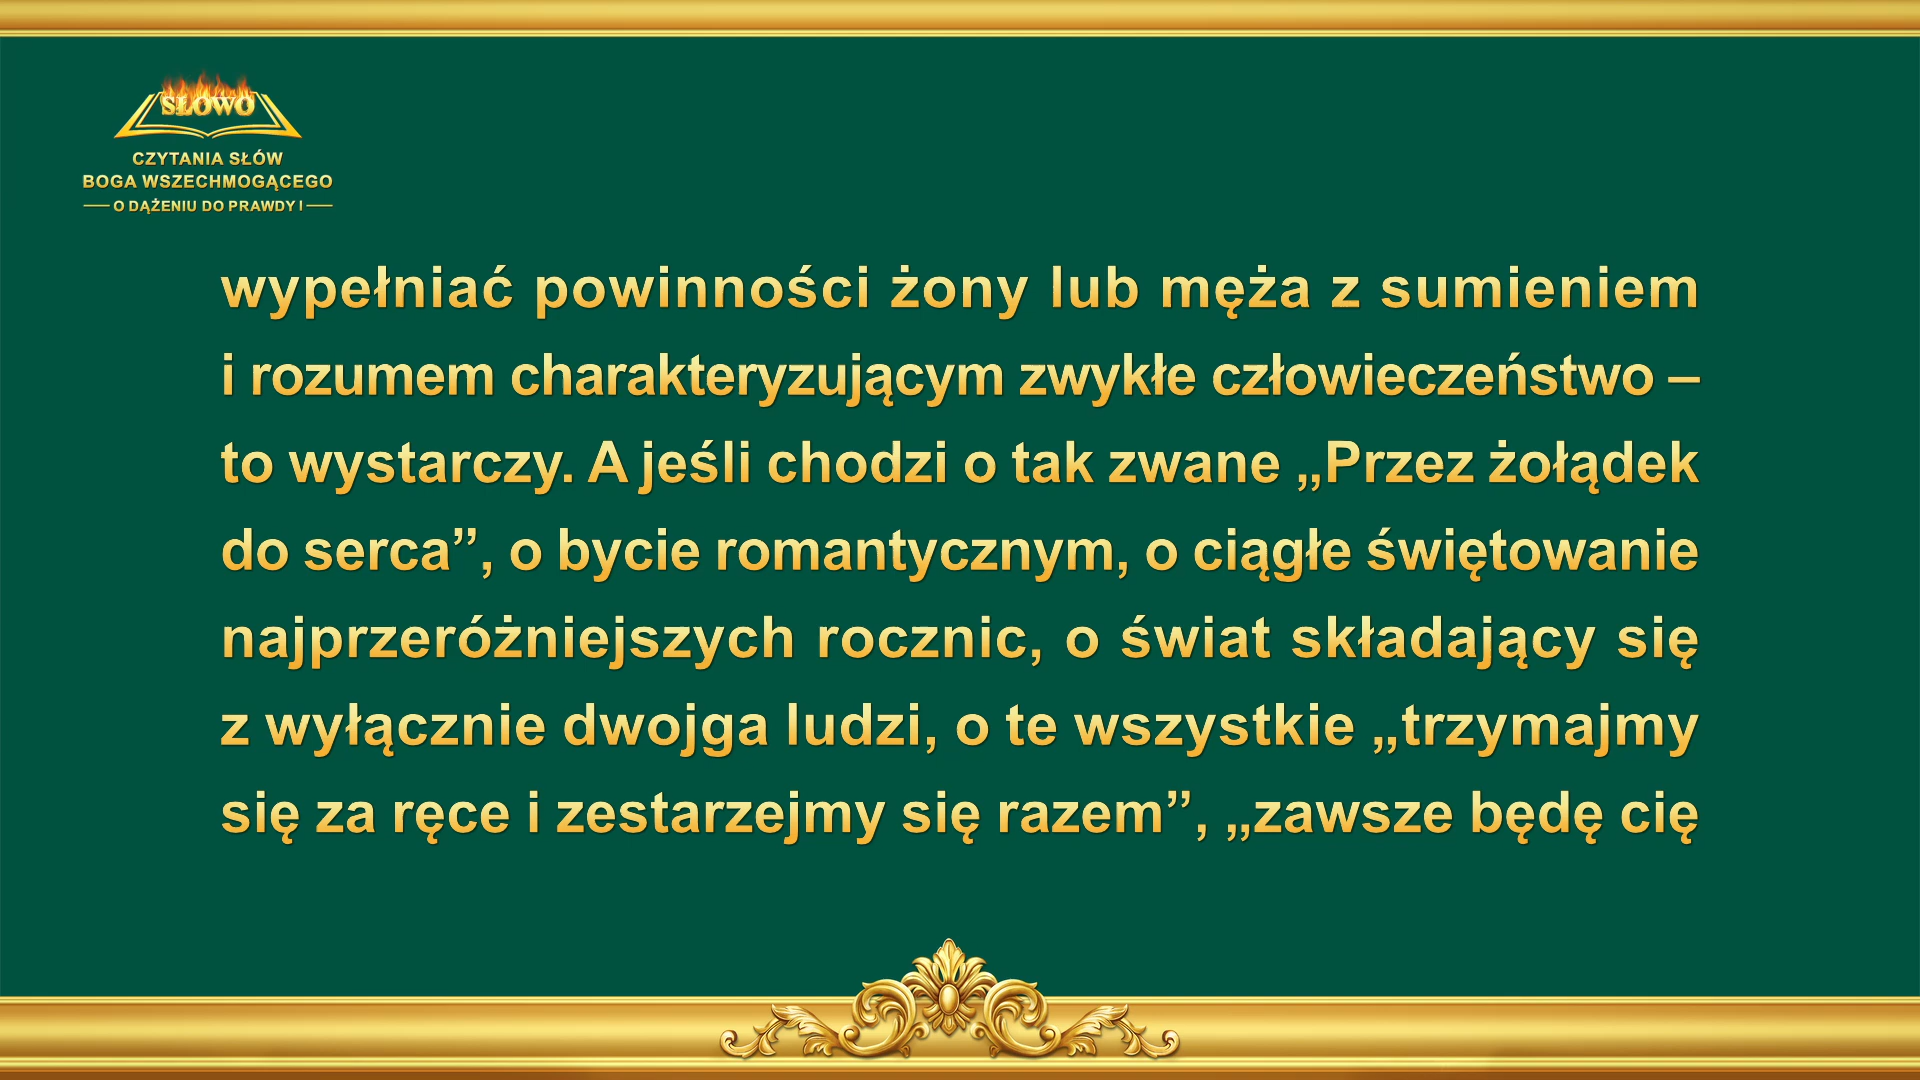 SŁOWO
CZYTANIA SŁÓW
BOGA WSZECHMOGĄCEGO
O DĄŻENIU DO PRAWDY I
wypełniać powinności żony lub męża z sumieniem
i rozumem charakteryzującym zwykłe człowieczeństwo –
to wystarczy. A jeśli chodzi o tak zwane „Przez żołądek
do serca”, o bycie romantycznym, o ciągłe świętowanie
najprzeróżniejszych rocznic, o świat składający się
z wyłącznie dwojga ludzi, o te wszystkie „trzymajmy
się za ręce i zestarzejmy się razem”, „zawsze będę cię